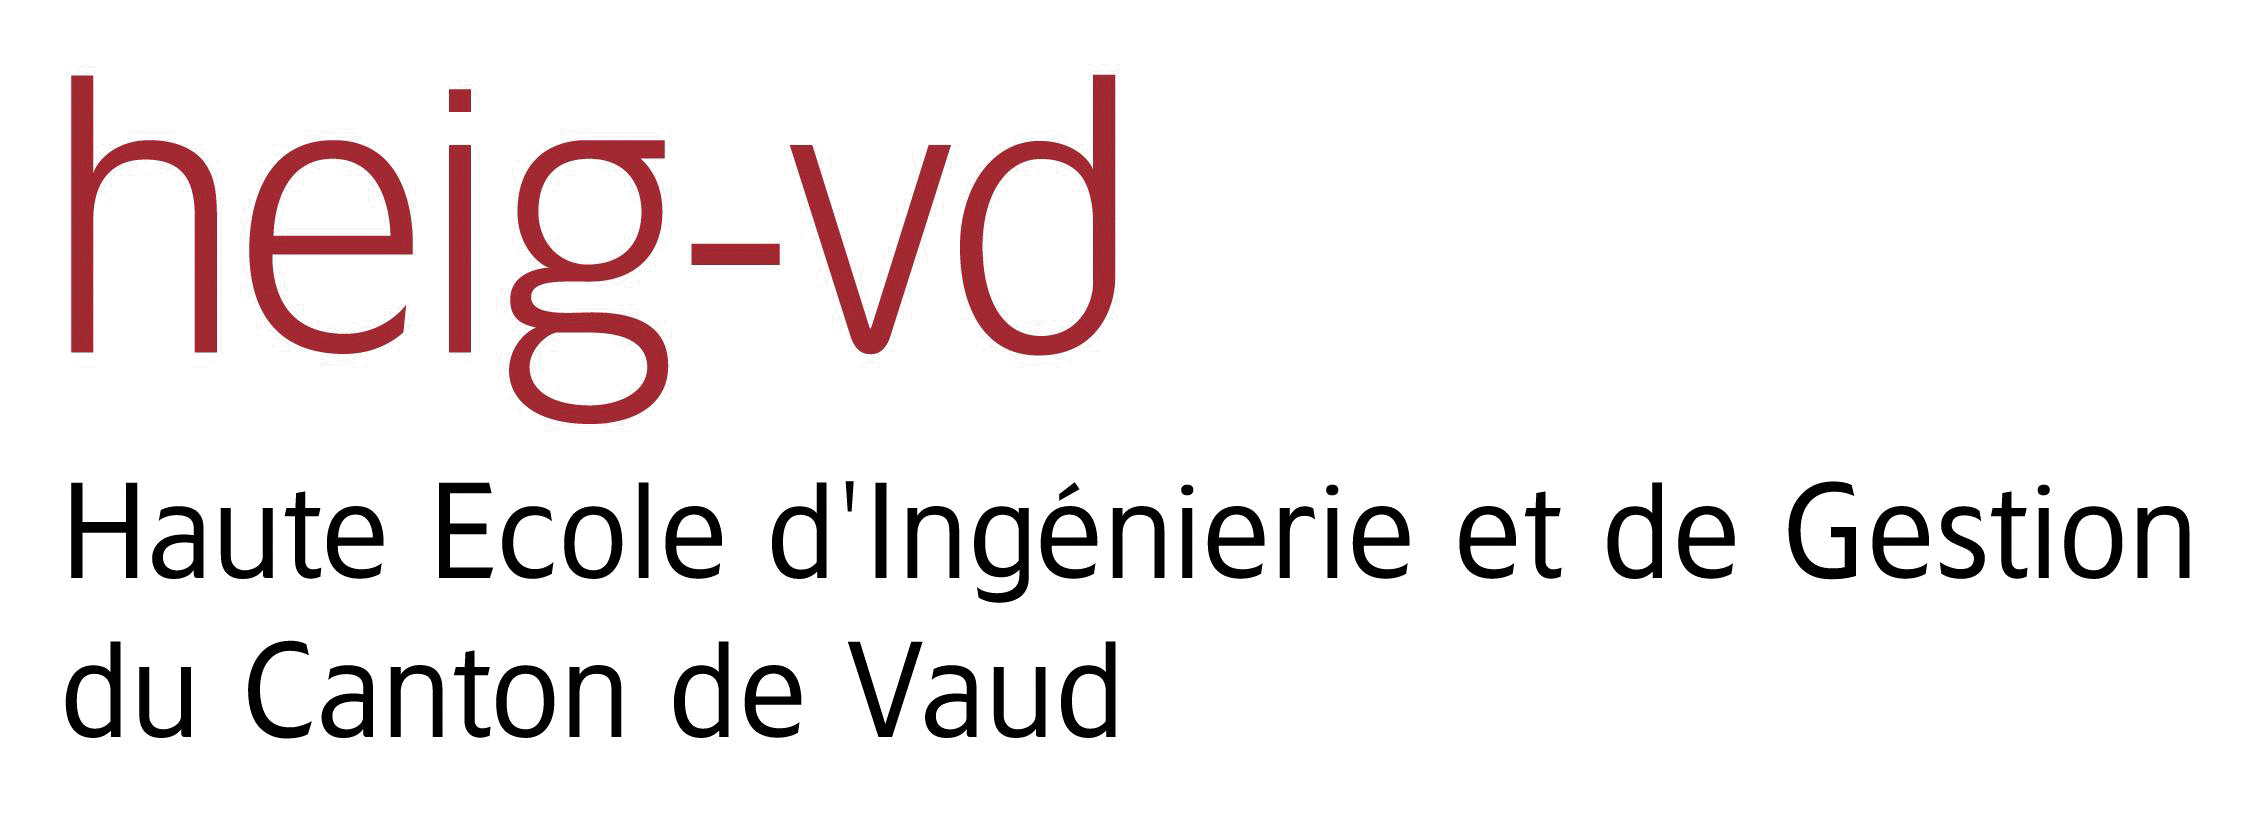 heig-vd
Haute Ecole d'Ingénierie et de Gestion
du Canton de Vaud